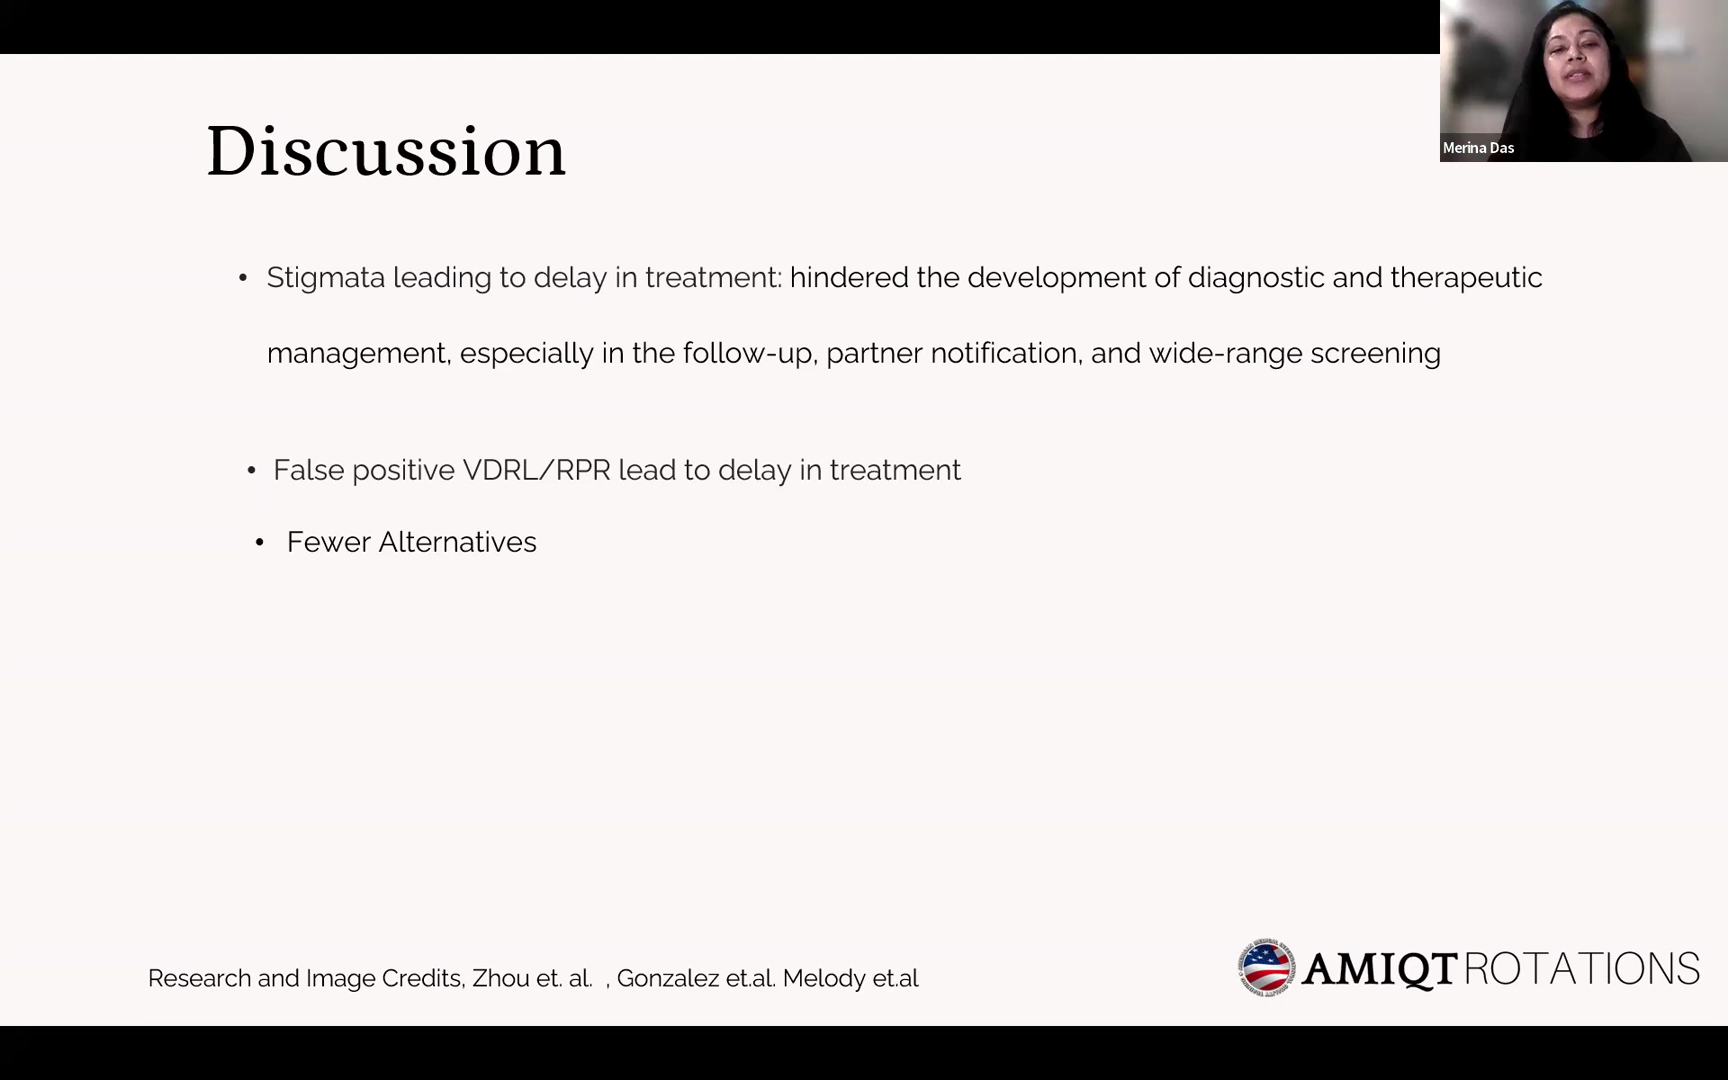 Merina Das
Discussion
• Stigmata leading to delay in treatment: hindered the development of diagnostic and therapeutic
management, especially in the follow-up, partner notification, and wide-range screening
• False positive VDRL/RPR lead to delay in treatment
• Fewer Alternatives
Research and Image Credits, Zhou et. al.  , Gonzalez et.al. Melody et.al
AMIQT ROTATIONS